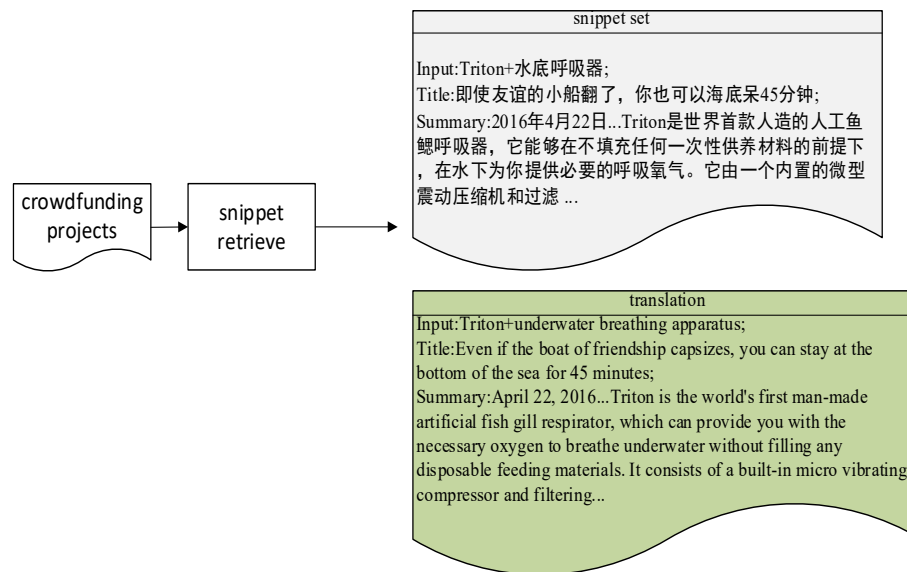 crowdfunding
projects
snippet
retrieve
snippet set
Input:Triton+水底呼吸器;
Title:即使友谊的小船翻了，你也可以海底呆45分钟;
Summary:2016年4月22日...Triton是世界首款人造的人工鱼
鳃呼吸器，它能够在不填充任何一次性供养材料的前提下
，在水下为你提供必要的呼吸氧气。它由一个内置的微型
震动压缩机和过滤 ...
translation
Input:Triton+underwater breathing apparatus;
Title:Even if the boat of friendship capsizes, you can stay at the
bottom of the sea for 45 minutes;
Summary:April 22, 2016...Triton is the world's first man-made
artificial fish gill respirator, which can provide you with the
necessary oxygen to breathe underwater without filling any
disposable feeding materials. It consists of a built-in micro vibrating
compressor and filtering...